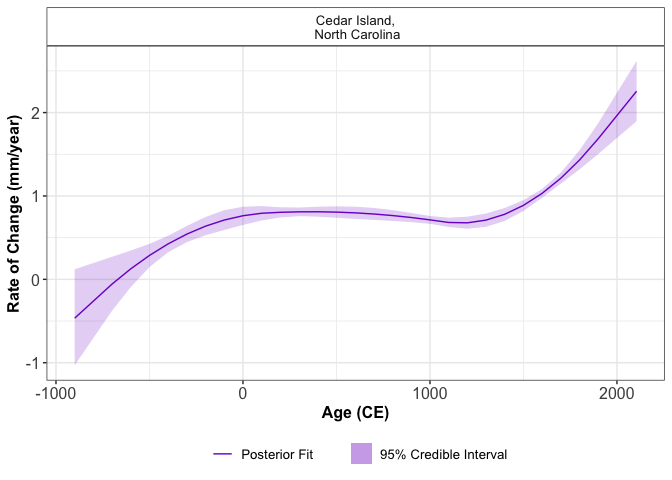 Cedar Island,
North Carolina
Rate of Change (mm/year)
2
1
0
-1
-1000
0
1000
2000
Age (CE)
Posterior Fit
95% Credible Interval